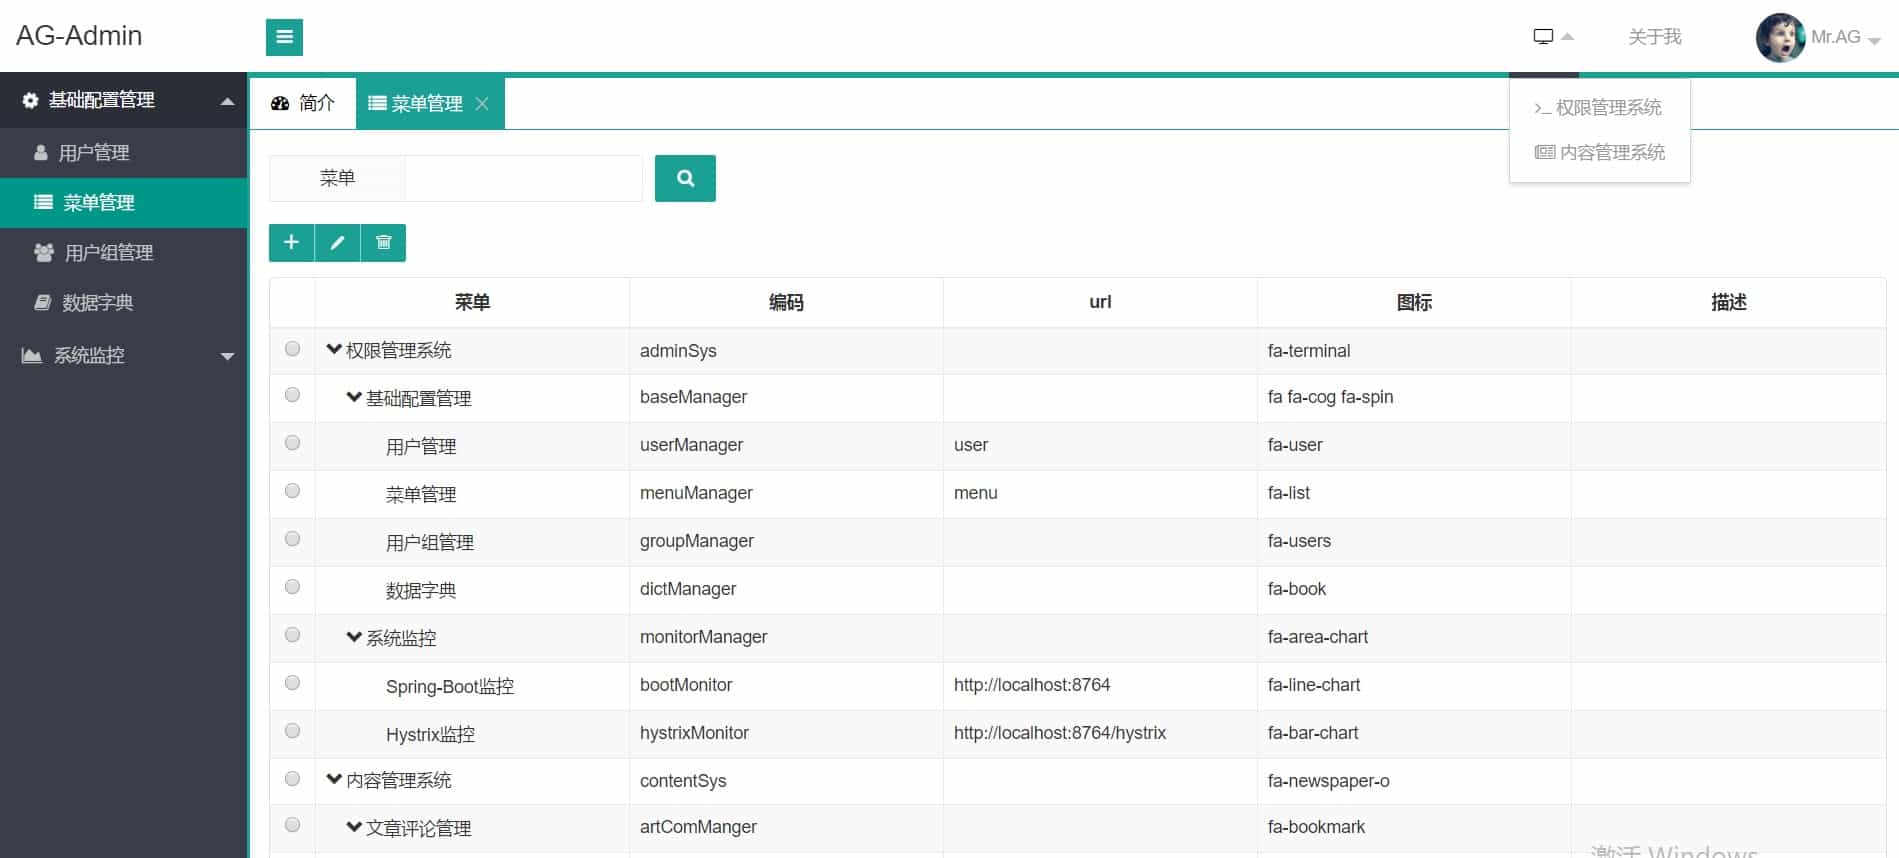 AG-Admin
关于我
Mr.AG
基础配置管理
用户管理
菜单管理
用户组管理
数据字典
系统监控
简介
菜单管理
权限管理系统
内容管理系统
菜单
菜单 编码 url 图标 描述
权限管理系统 adminSys fa-terminal
基础配置管理 baseManager fa fa-cog fa-spin
用户管理 userManager user fa-user
菜单管理 menuManager menu fa-list
用户组管理 groupManager fa-users
数据字典 dictManager fa-book
系统监控 monitorManager fa-area-chart
Spring-Boot监控 bootMonitor http://localhost:8764 fa-line-chart
Hystrix监控 hystrixMonitor http://localhost:8764/hystrix fa-bar-chart
内容管理系统 contentSys fa-newspaper-o
文章评论管理 artComManger fa-bookmark
激活 Windows